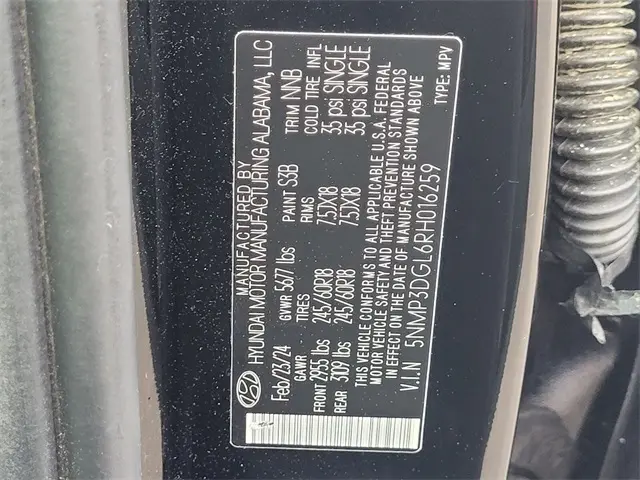 MANUFACTURED BY
HYUNDAI MOTOR MANUFACTURING ALABAMA, LLC
Feb/23/24 GVWR 5677 lbs PAINT S3B TRIM NNB
GAWR TIRES RIMS COLD TIRE INFL
FRONT 2955 lbs 245/60R18 7.5JX18 35 psi SINGLE
REAR 3109 lbs 245/60R18 7.5JX18 35 psi SINGLE
THIS VEHICLE CONFORMS TO ALL APPLICABLE U.S.A. FEDERAL
MOTOR VEHICLE SAFETY AND THEFT PREVENTION STANDARDS
IN EFFECT ON THE DATE OF MANUFACTURE SHOWN ABOVE
V.I.N 5NMP3DGL6RH016259 TYPE: MPV